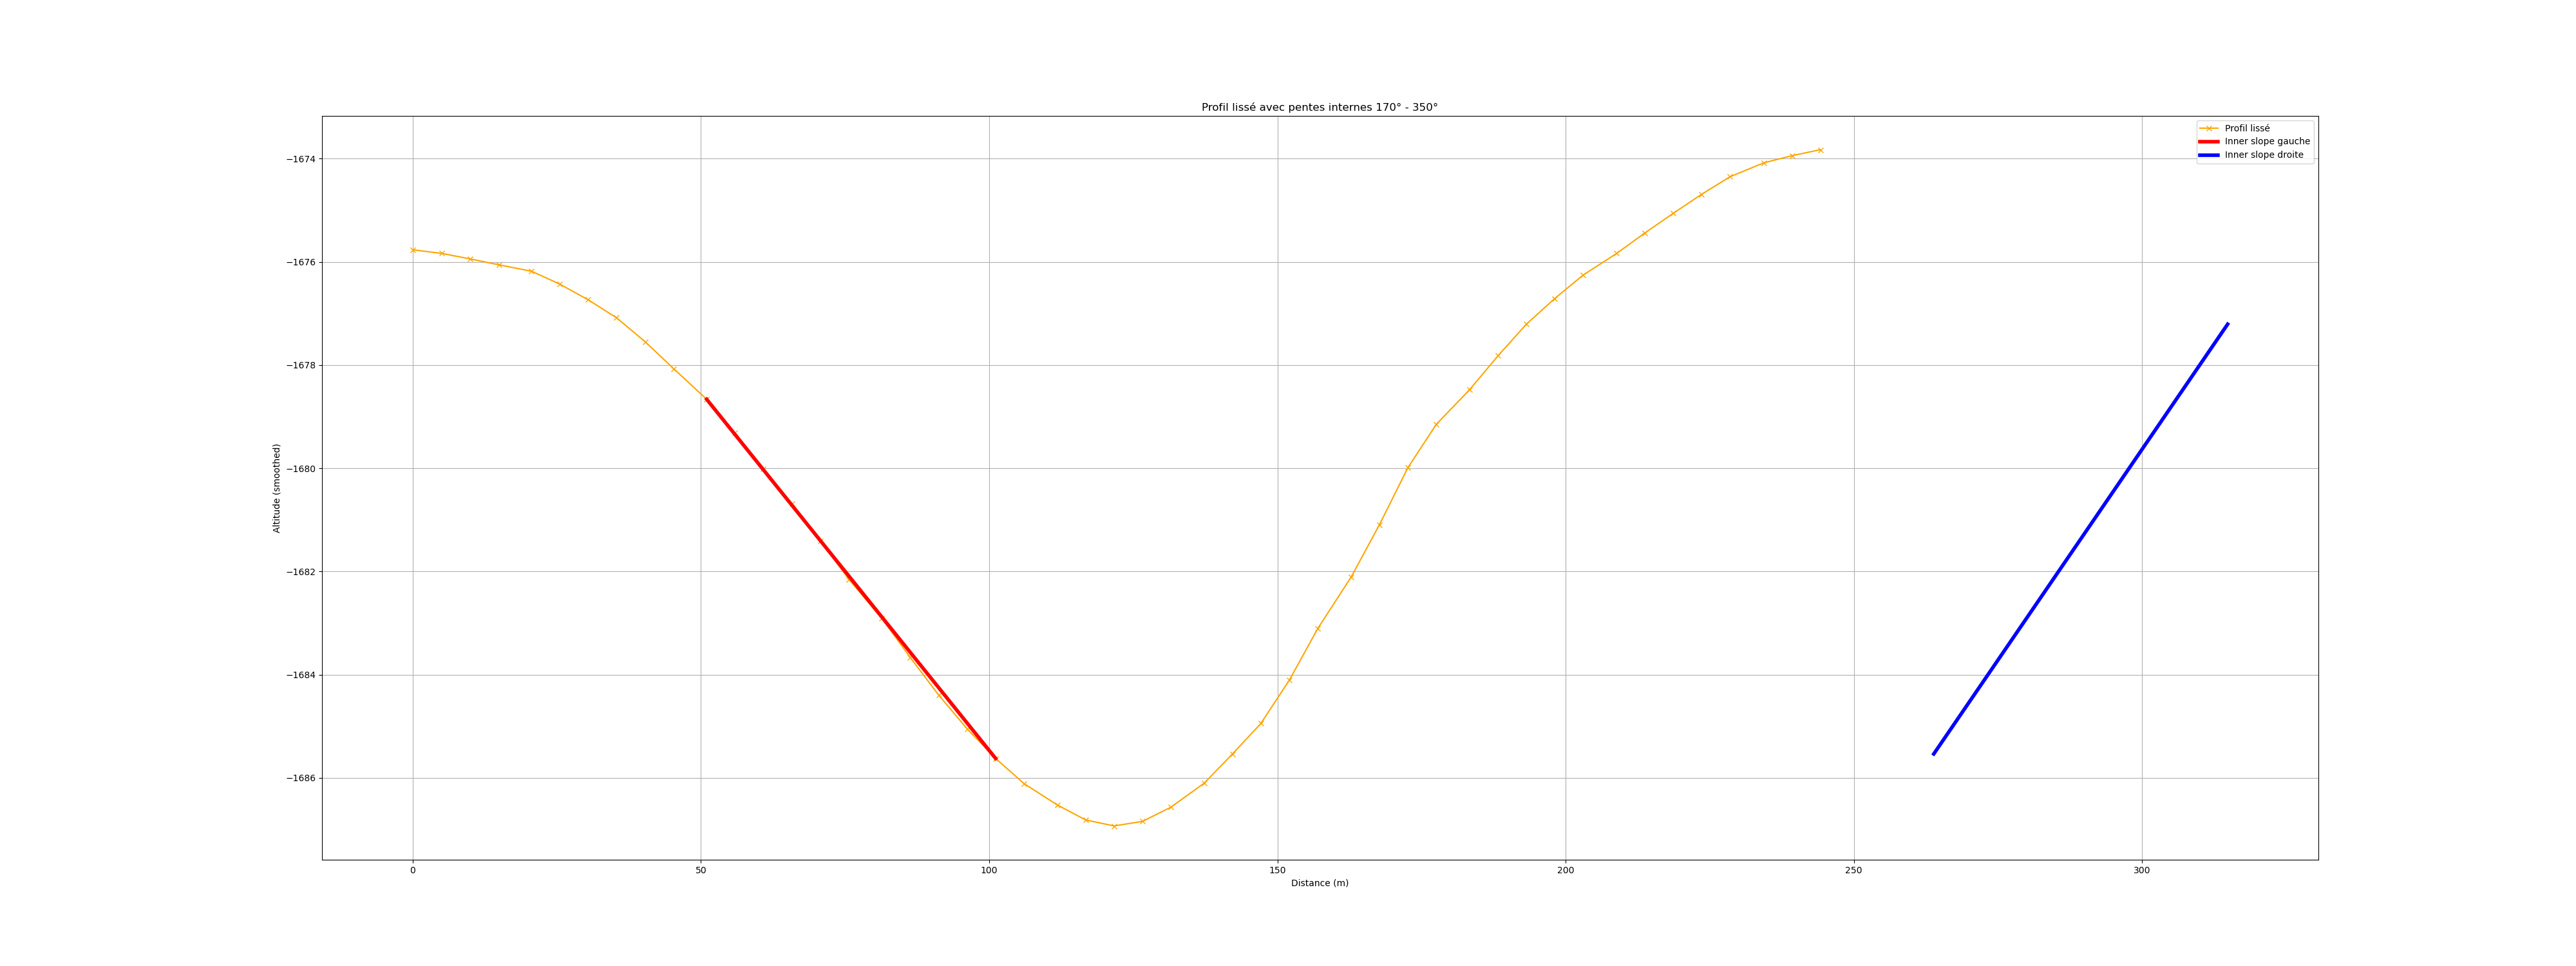 Profil lissé avec pentes internes 170° - 350°
Profil lissé
Inner slope gauche
Inner slope droite
−1674
−1676
−1678
−1680
−1682
−1684
−1686
Altitude (smoothed)
0
50
100
150
200
250
300
Distance (m)